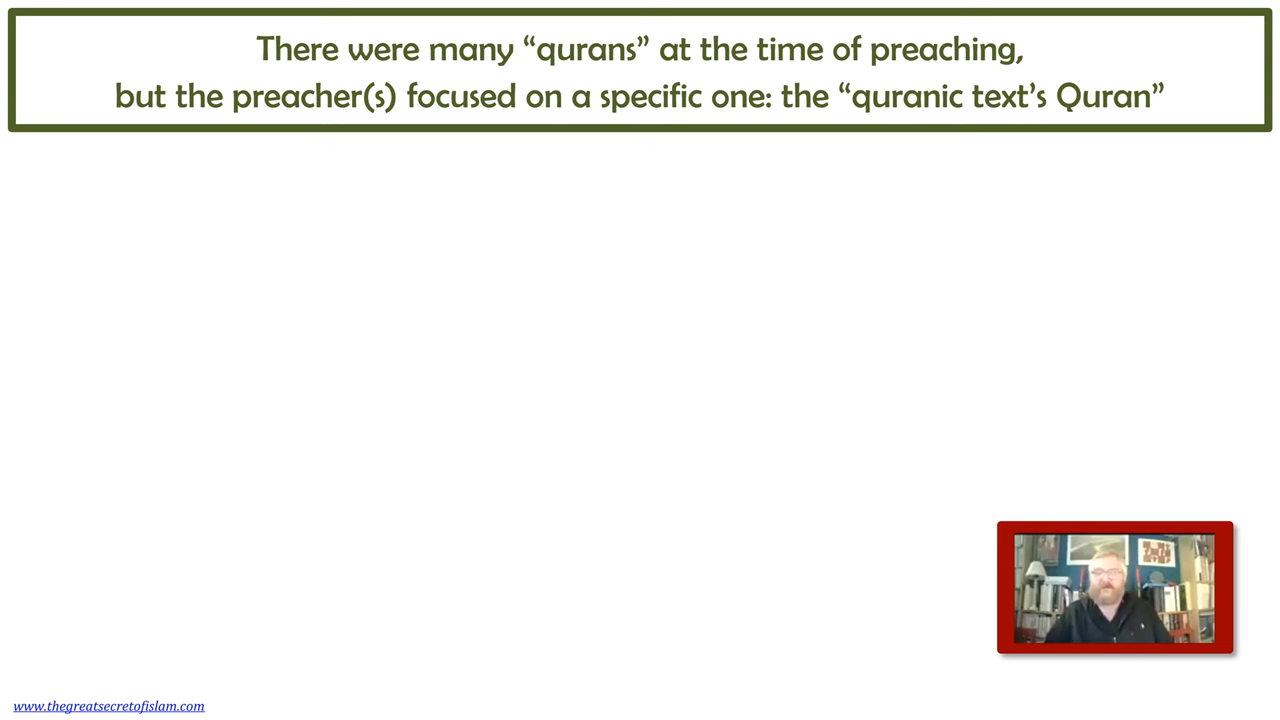 There were many “qurans” at the time of preaching,
but the preacher(s) focused on a specific one: the “quranic text’s Quran”
www.thegreatsecretofislam.com